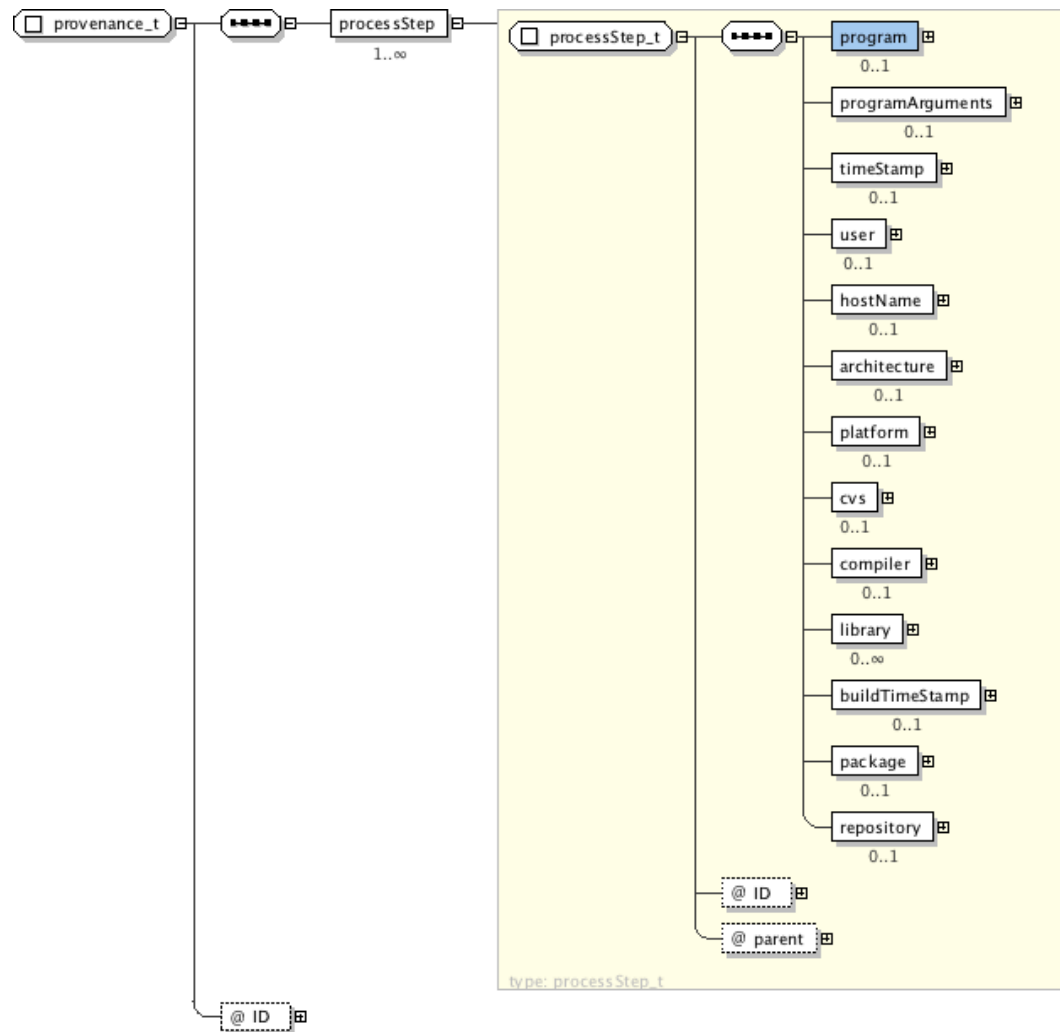 provenance_t
processStep
1..∞
processStep_t
program
0..1
programArguments
0..1
timeStamp
0..1
user
0..1
hostName
0..1
architecture
0..1
platform
0..1
cvs
0..1
compiler
0..1
library
0..∞
buildTimeStamp
0..1
package
0..1
repository
0..1
@ ID
@ parent
type: processStep_t
@ ID